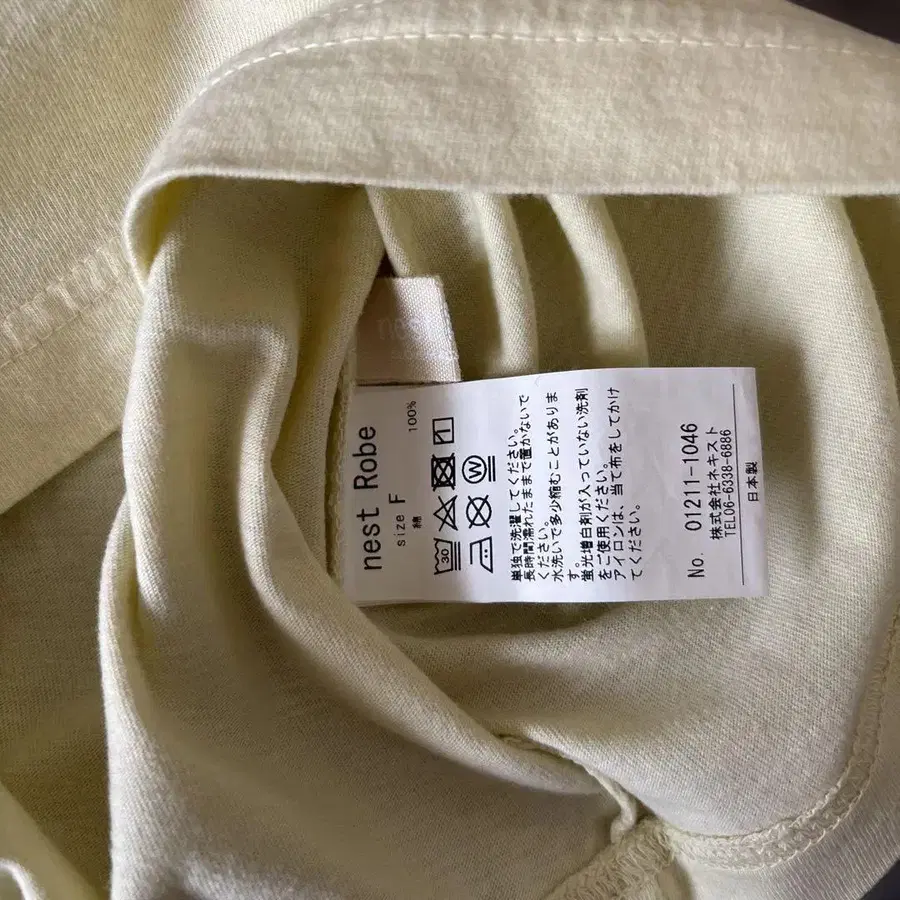 nest
nest Robe
size F
綿 100%
30
単独で洗濯してください。
長時間濡れたままで置かないで
ください。
水洗いで多少縮むことがありま
す。
蛍光増白剤が入っていない洗剤
をご使用ください。
アイロンは、当て布をしてかけ
てください。
No. 01211-1046
株式会社ネキスト
TEL06-6338-6886
日本製